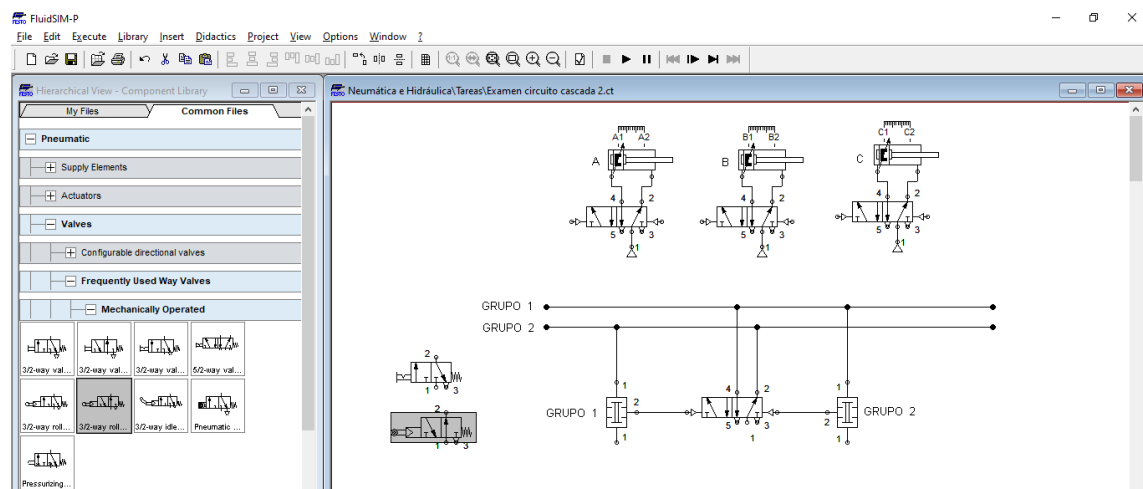 FluidSIM-P
File Edit Execute Library Insert Didactics Project View Options Window ?
Hierarchical View - Component Library
Neumática e Hidráulica\Tareas\Examen circuito cascada 2.ct
My Files Common Files
Pneumatic
Supply Elements
Actuators
Valves
Configurable directional valves
Frequently Used Way Valves
Mechanically Operated
3/2-way val... 3/2-way val... 3/2-way val... 5/2-way val...
3/2-way roll... 3/2-way roll... 3/2-way idle... Pneumatic ...
Pressurizing...
A1 A2 B1 B2 C1 C2
A B C
4 2 4 2 4 2
5 3 5 3 5 3
1 1 1
GRUPO 1
GRUPO 2
2
1 3
2
1 3
1 4 2 1
GRUPO 1 2 2 GRUPO 2
5 3
1 1 1